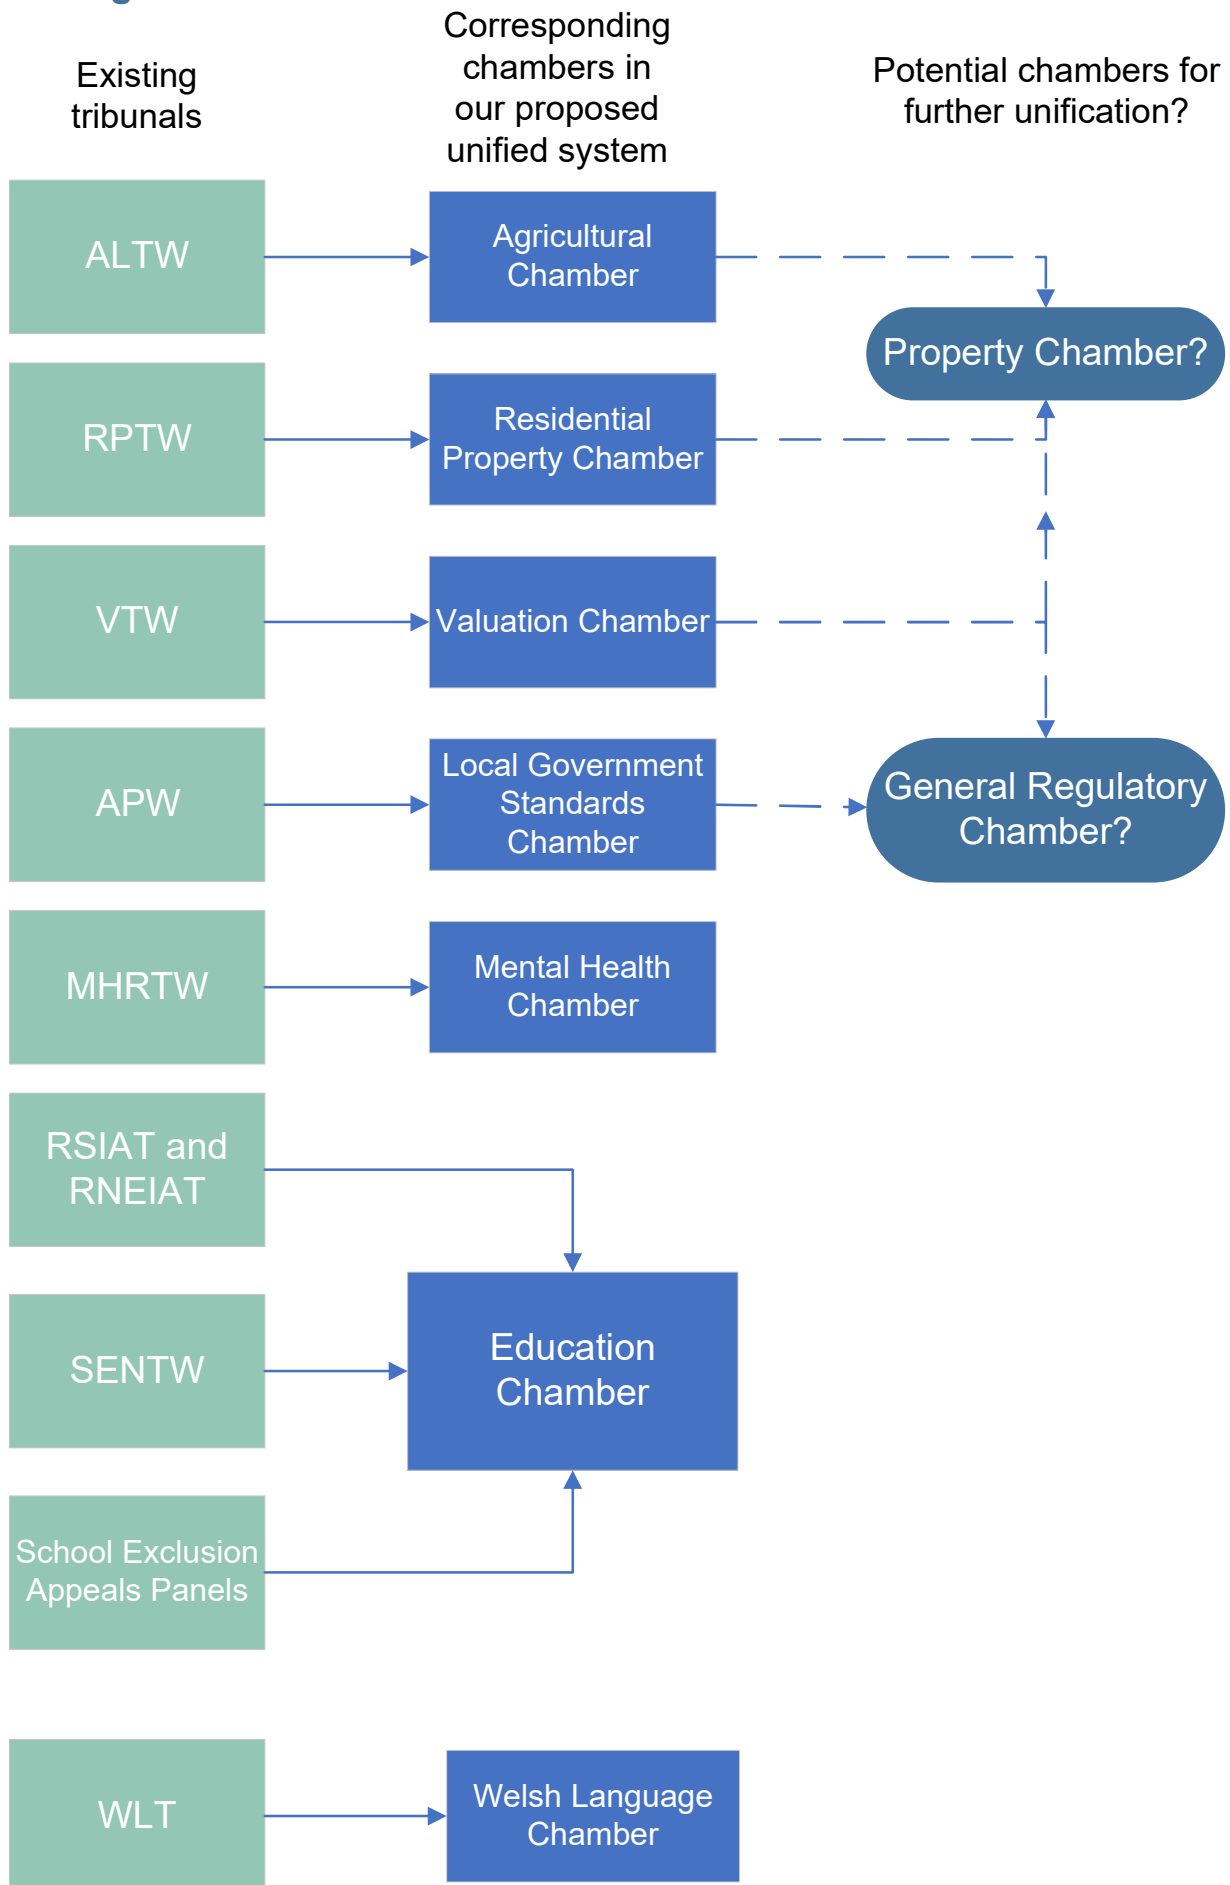 Existing
tribunals
Corresponding
chambers in
our proposed
unified system
Potential chambers for
further unification?
ALTW
Agricultural
Chamber
Property Chamber?
RPTW
Residential
Property Chamber
VTW
Valuation Chamber
APW
Local Government
Standards
Chamber
General Regulatory
Chamber?
MHRTW
Mental Health
Chamber
RSIAT and
RNEIAT
SENTW
Education
Chamber
School Exclusion
Appeals Panels
WLT
Welsh Language
Chamber